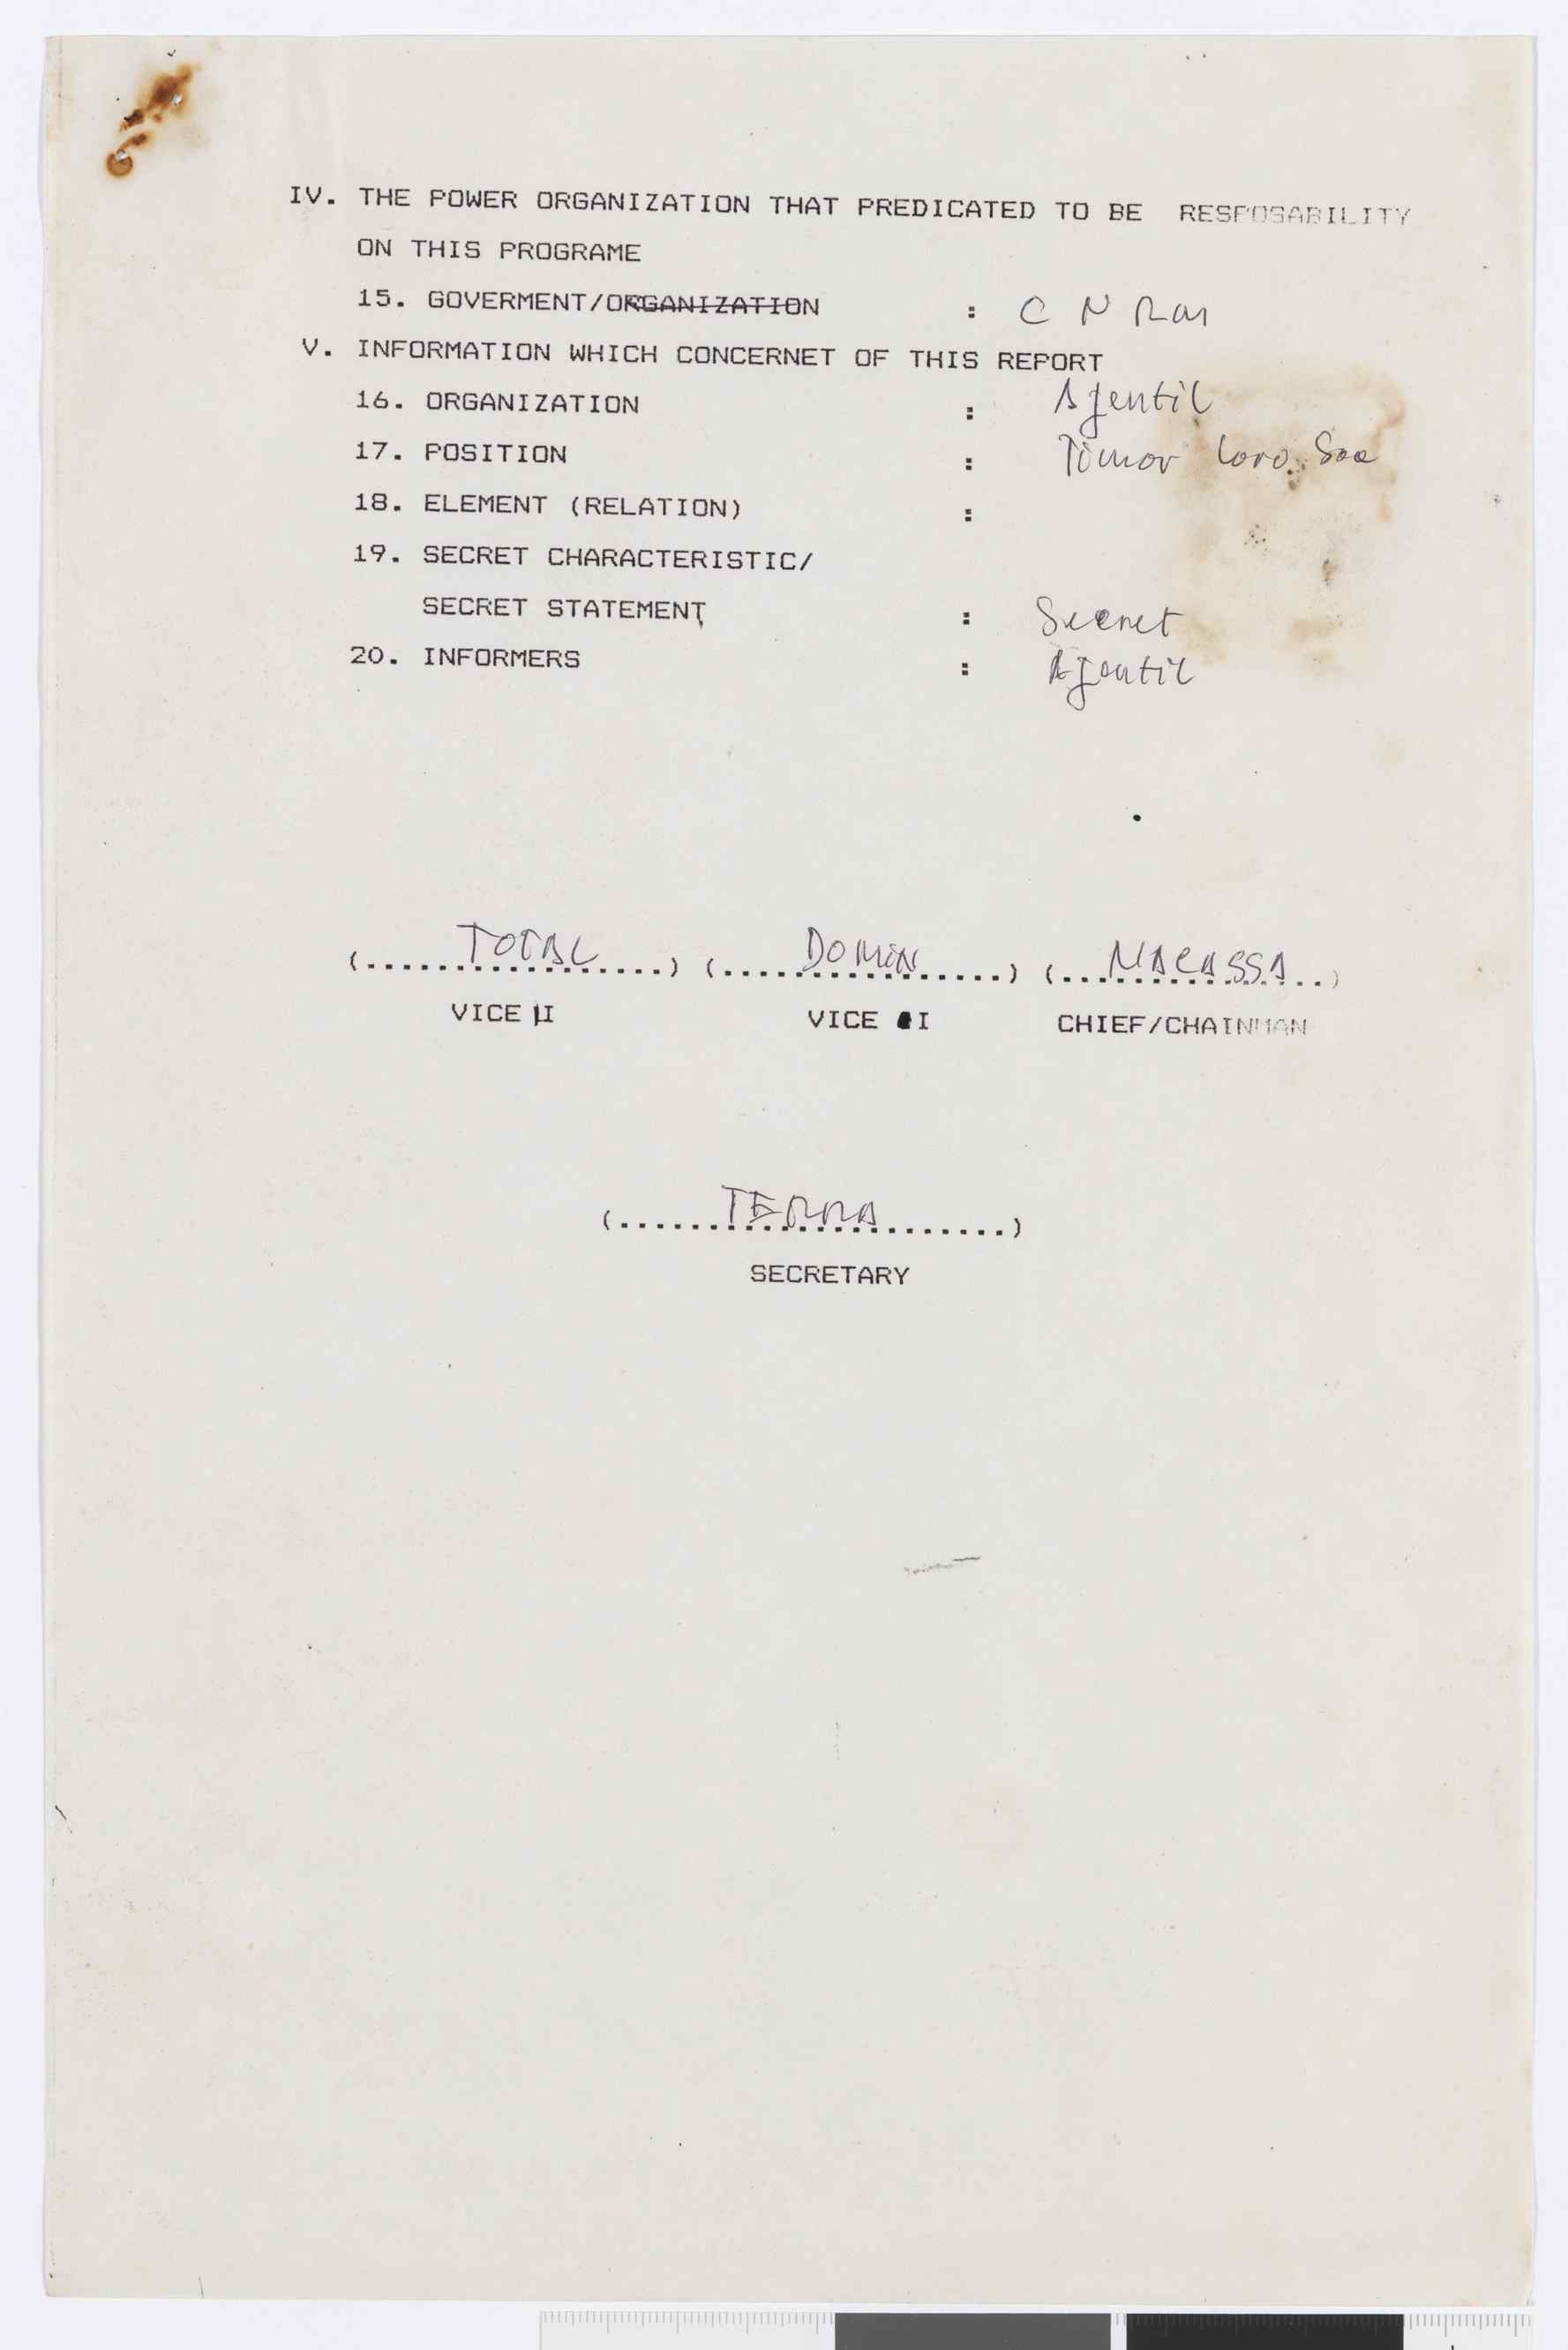 IV. THE POWER ORGANIZATION THAT PREDICATED TO BE RESPOSABILITY
ON THIS PROGRAME
15. GOVERMENT/ORGANIZATION : C N RM
V. INFORMATION WHICH CONCERNET OF THIS REPORT
16. ORGANIZATION : Ajentil
17. POSITION : Timor Loro Sae
18. ELEMENT (RELATION) :
19. SECRET CHARACTERISTIC/
SECRET STATEMENT : Secret
20. INFORMERS : Ajentil
(..... TOTAL .....) (..... DOMIN .....) (... MACASSA ...)
VICE II VICE I CHIEF/CHAINMAN
(..... TERRA .....)
SECRETARY